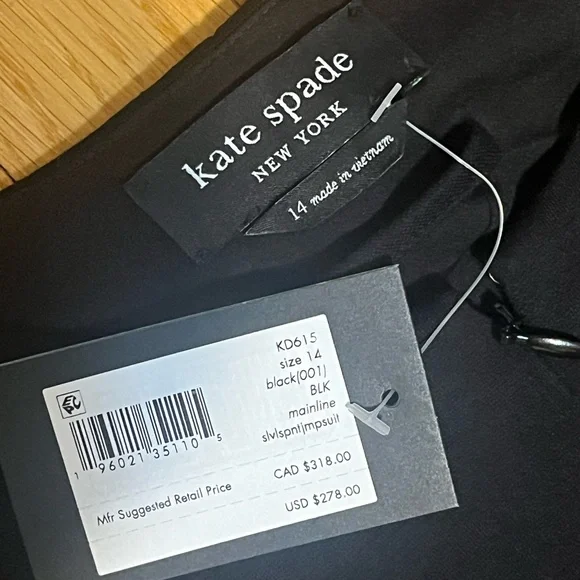 kate spade
NEW YORK
14 made in vietnam
KD615
size 14
black(001)
BLK
mainline
slvlspntjmpsuit
1 96021 35110 5
Mfr Suggested Retail Price
CAD $318.00
USD $278.00